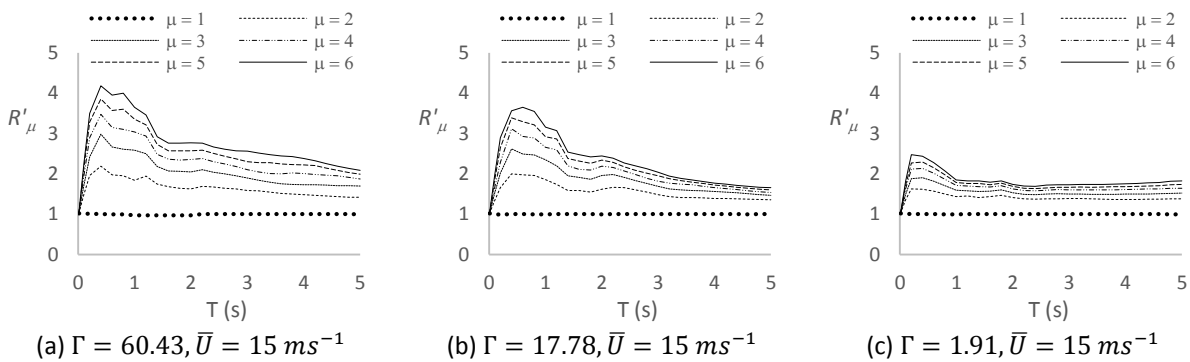 μ = 1 μ = 2
μ = 3 μ = 4
μ = 5 μ = 6
5
4
3
2
1
0
R'μ
0 1 2 3 4 5
T (s)
(a) Γ = 60.43, U̅ = 15 ms⁻¹
μ = 1 μ = 2
μ = 3 μ = 4
μ = 5 μ = 6
5
4
3
2
1
0
R'μ
0 1 2 3 4 5
T (s)
(b) Γ = 17.78, U̅ = 15 ms⁻¹
μ = 1 μ = 2
μ = 3 μ = 4
μ = 5 μ = 6
5
4
3
2
1
0
R'μ
0 1 2 3 4 5
T (s)
(c) Γ = 1.91, U̅ = 15 ms⁻¹